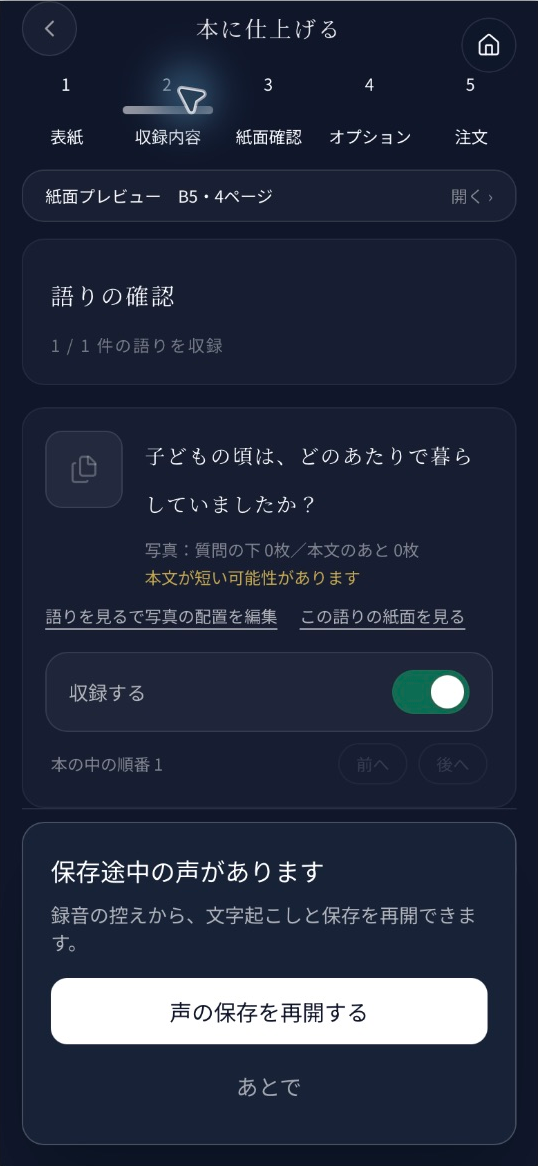 本に仕上げる
1 2 3 4 5
表紙 収録内容 紙面確認 オプション 注文
紙面プレビュー B5・4ページ 開く ›
語りの確認
1 / 1 件の語りを収録
子どもの頃は、どのあたりで暮ら
していましたか？
写真：質問の下 0枚／本文のあと 0枚
本文が短い可能性があります
語りを見るで写真の配置を編集 この語りの紙面を見る
収録する
本の中の順番 1 前へ 後へ
保存途中の声があります
録音の控えから、文字起こしと保存を再開できま
す。
声の保存を再開する
あとで